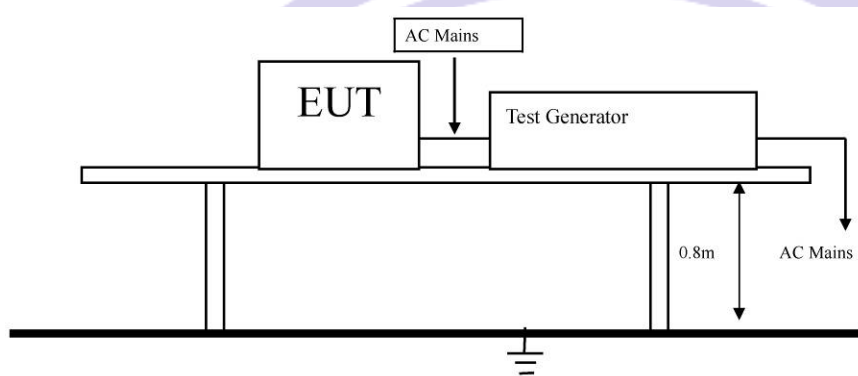 AC Mains
EUT
Test Generator
0.8m
AC Mains